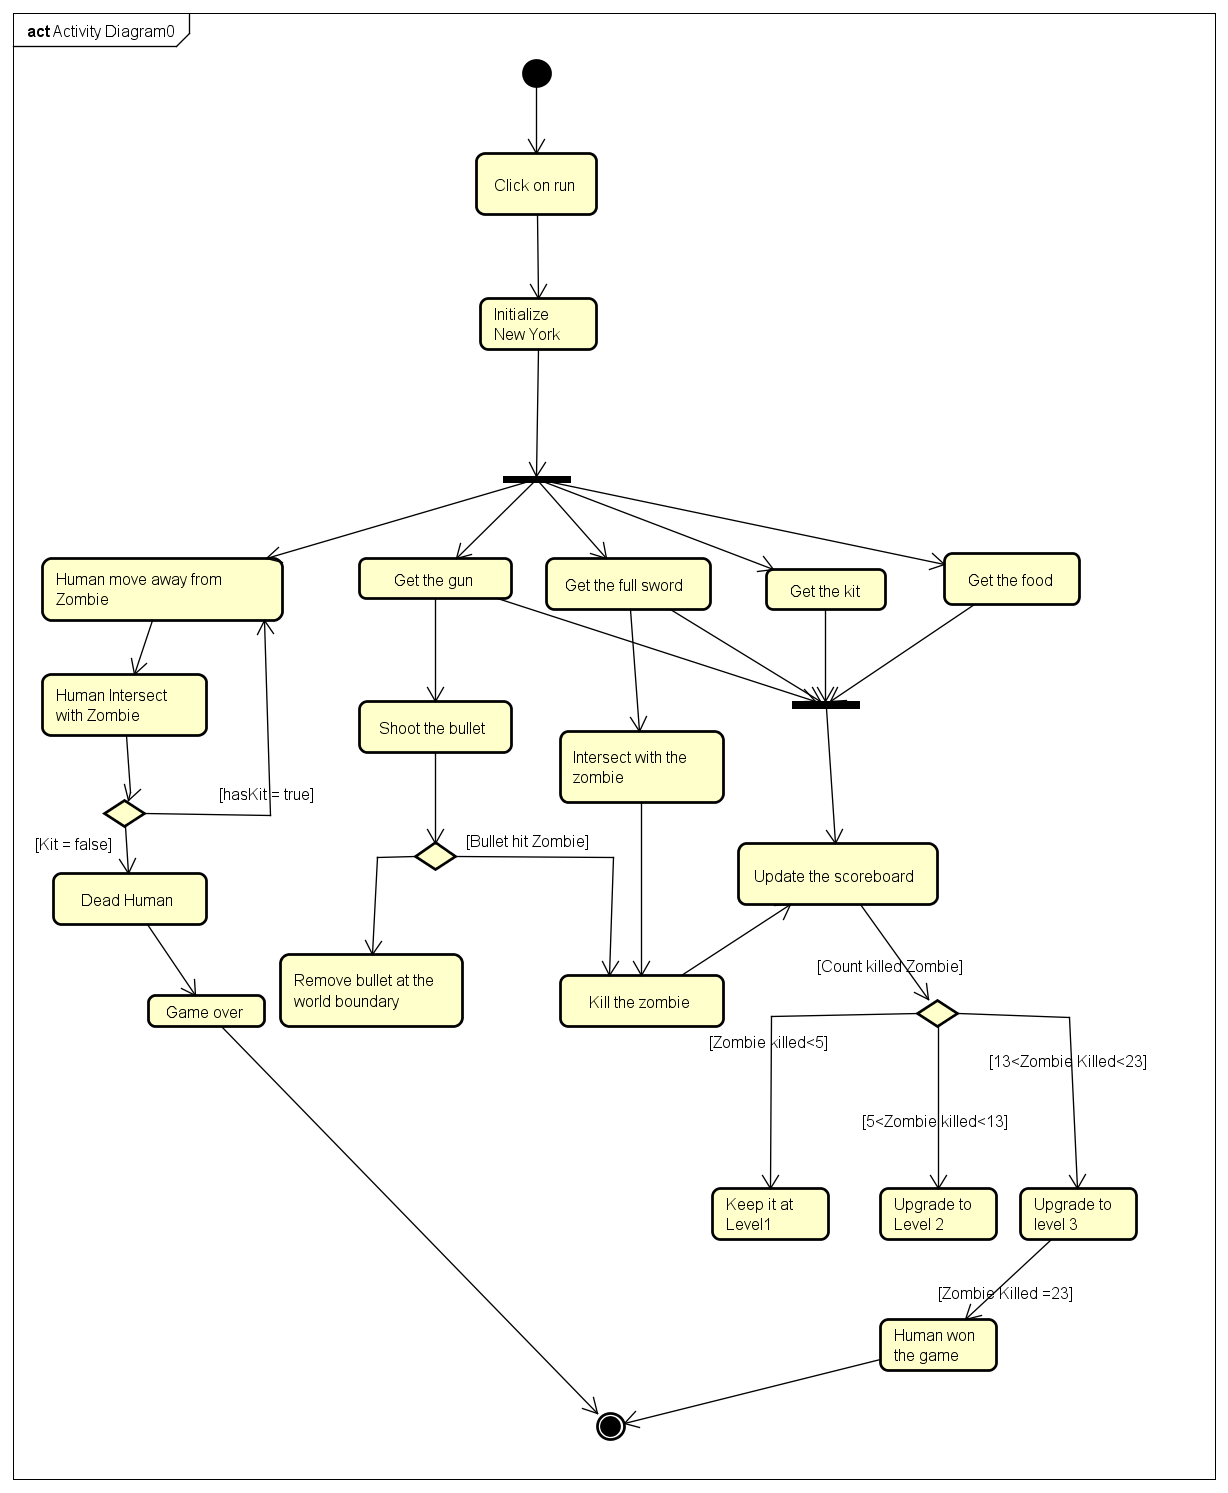 act Activity Diagram0
Click on run
Initialize
New York
Human move away from
Zombie
Get the gun
Get the full sword
Get the kit
Get the food
Human Intersect
with Zombie
Shoot the bullet
Intersect with the
zombie
[hasKit = true]
[Kit = false]
[Bullet hit Zombie]
Dead Human
Update the scoreboard
Remove bullet at the
world boundary
Kill the zombie
Game over
[Count killed Zombie]
[Zombie killed<5]
[13<Zombie Killed<23]
[5<Zombie killed<13]
Keep it at
Level1
Upgrade to
Level 2
Upgrade to
level 3
[Zombie Killed =23]
Human won
the game